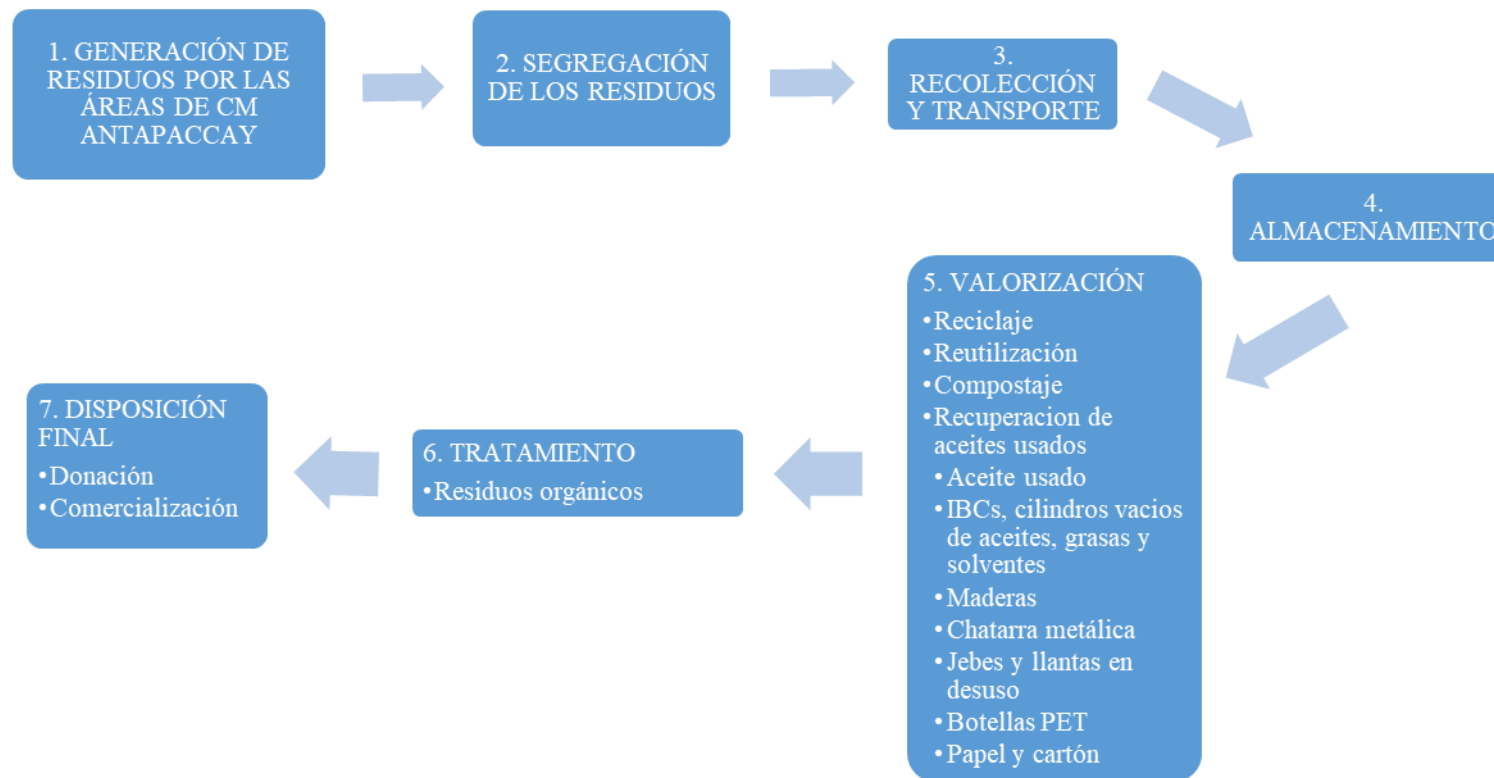 1. GENERACIÓN DE
RESIDUOS POR LAS
ÁREAS DE CM
ANTAPACCAY
2. SEGREGACIÓN
DE LOS RESIDUOS
3.
RECOLECCIÓN
Y TRANSPORTE
4.
ALMACENAMIENTO
5. VALORIZACIÓN
•Reciclaje
•Reutilización
•Compostaje
•Recuperacion de
aceites usados
•Aceite usado
•IBCs, cilindros vacios
de aceites, grasas y
solventes
•Maderas
•Chatarra metálica
•Jebes y llantas en
desuso
•Botellas PET
•Papel y cartón
6. TRATAMIENTO
•Residuos orgánicos
7. DISPOSICIÓN
FINAL
•Donación
•Comercialización